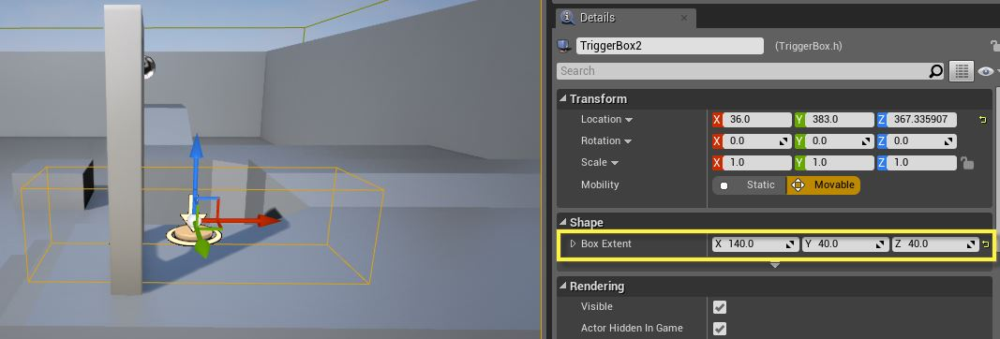 Details
TriggerBox2 (TriggerBox.h)
Search
Transform
Location X 36.0 Y 383.0 Z 367.335907
Rotation X 0.0 Y 0.0 Z 0.0
Scale X 1.0 Y 1.0 Z 1.0
Mobility Static Movable
Shape
Box Extent X 140.0 Y 40.0 Z 40.0
Rendering
Visible
Actor Hidden In Game